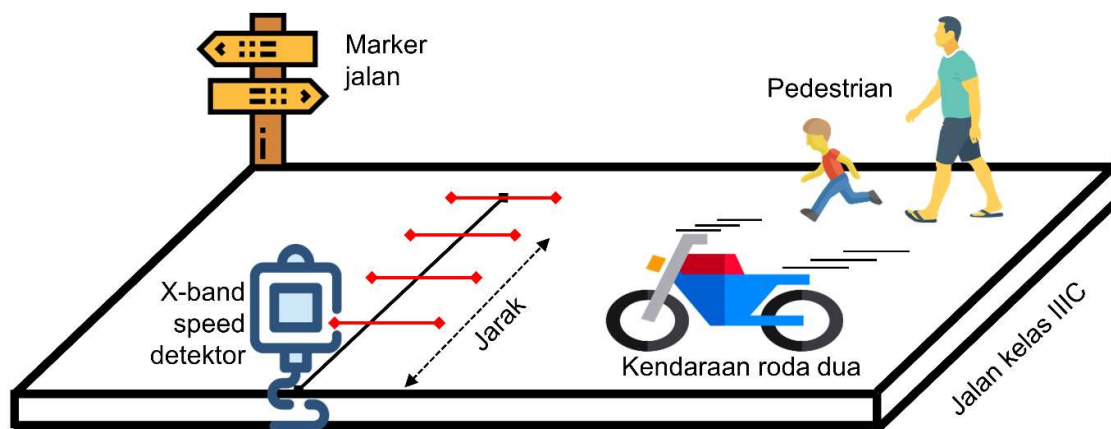 Marker
jalan
Pedestrian
X-band
speed
detektor
Jarak
Kendaraan roda dua
Jalan kelas IIIC
i